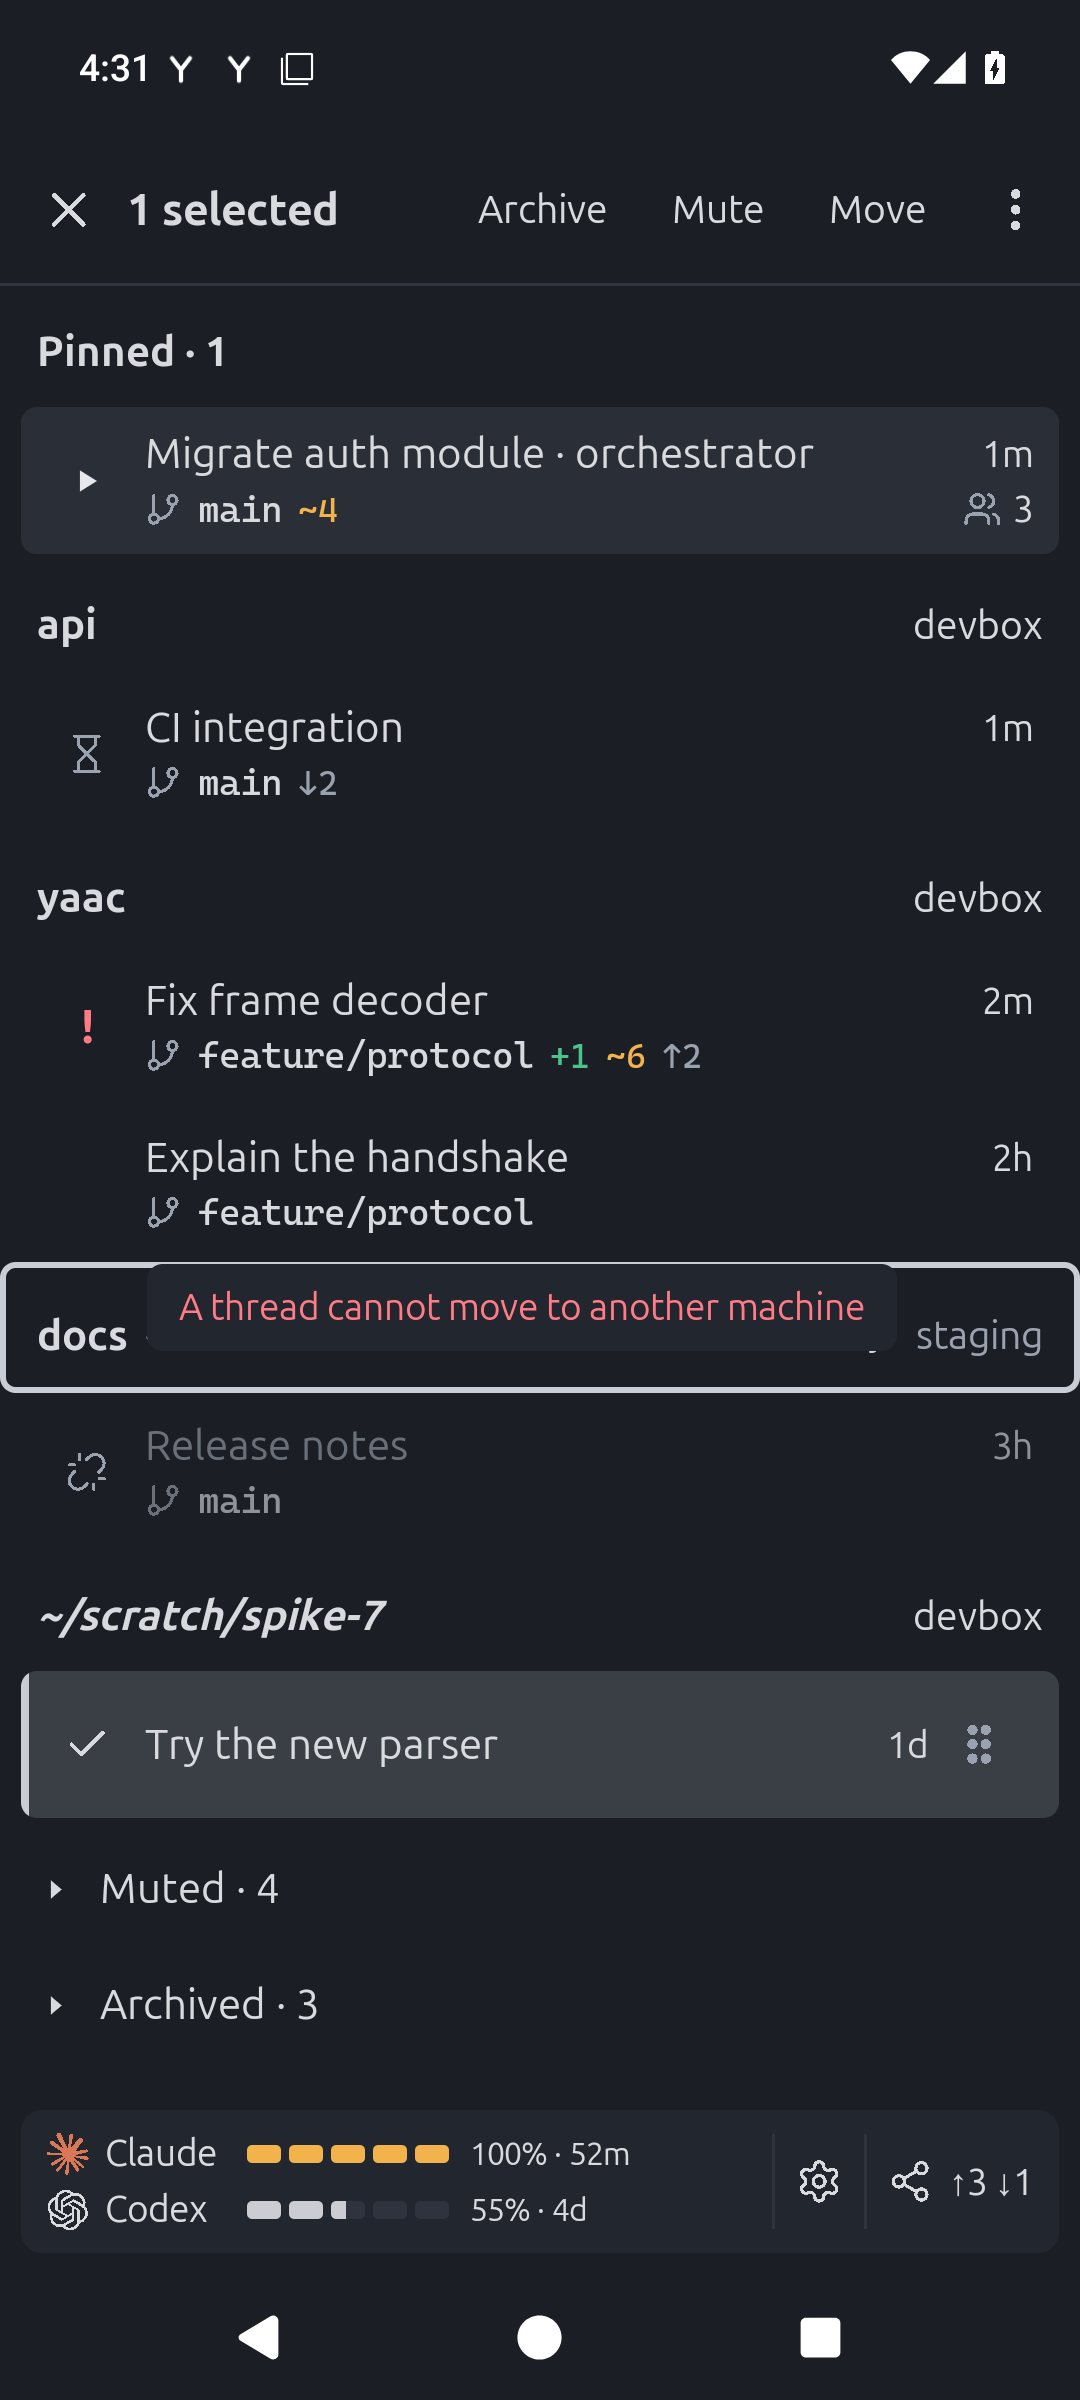 4:31
1 selected Archive Mute Move
Pinned · 1
Migrate auth module · orchestrator 1m
main ~4 3
api devbox
CI integration 1m
main ↓2
yaac devbox
! Fix frame decoder 2m
feature/protocol +1 ~6 ↑2
Explain the handshake 2h
feature/protocol
A thread cannot move to another machine
docs staging
Release notes 3h
main
~/scratch/spike-7 devbox
Try the new parser 1d
Muted · 4
Archived · 3
Claude 100% · 52m
Codex 55% · 4d
↑3 ↓1